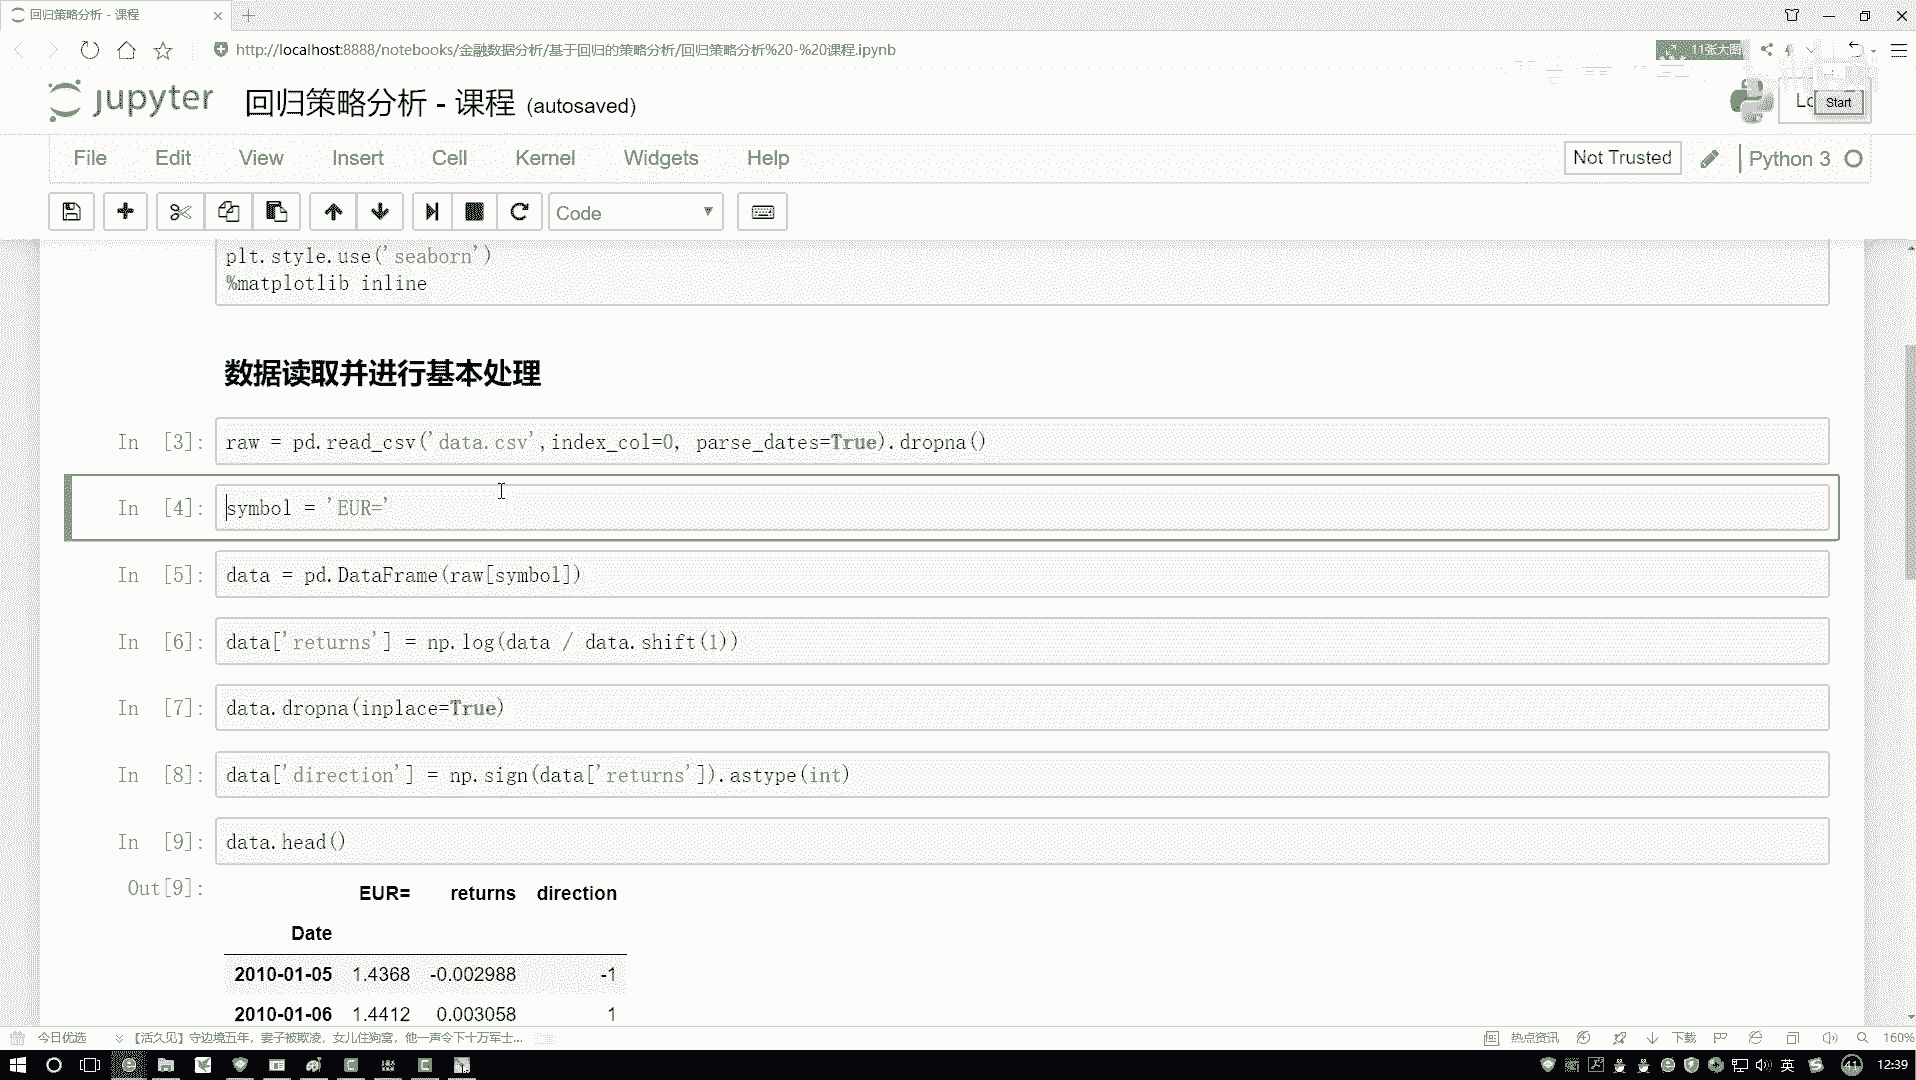 回归策略分析 - 课程
http://localhost:8888/notebooks/金融数据分析/基于回归的策略分析/回归策略分析%20-%20课程.ipynb
11张大图
jupyter 回归策略分析 - 课程 (autosaved)
Start
File Edit View Insert Cell Kernel Widgets Help
Not Trusted
Python 3
Code
plt.style.use('seaborn')
%matplotlib inline
数据读取并进行基本处理
In [3]: raw = pd.read_csv('data.csv',index_col=0, parse_dates=True).dropna()
In [4]: symbol = 'EUR='
In [5]: data = pd.DataFrame(raw[symbol])
In [6]: data['returns'] = np.log(data / data.shift(1))
In [7]: data.dropna(inplace=True)
In [8]: data['direction'] = np.sign(data['returns']).astype(int)
In [9]: data.head()
Out[9]:
EUR= returns direction
Date
2010-01-05 1.4368 -0.002988 -1
2010-01-06 1.4412 0.003058 1
今日优选
【活久见】守边境五年，妻子被欺凌，女儿住狗窝，他一声令下十万军士...
热点资讯
下载
160%
英
41
12:39